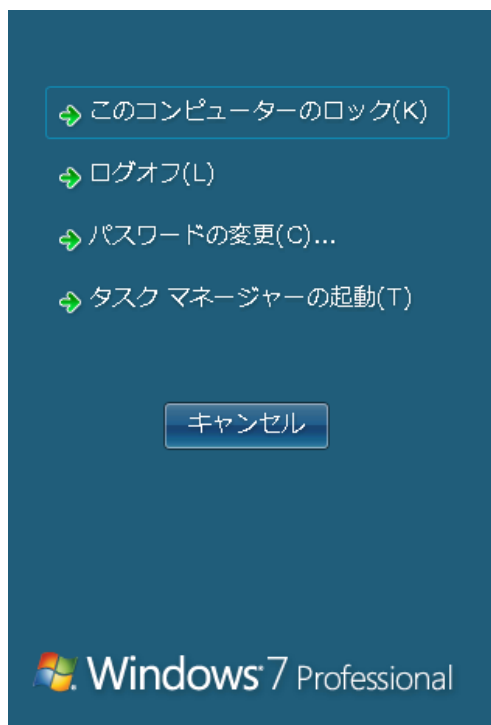 このコンピューターのロック(K)
ログオフ(L)
パスワードの変更(C)...
タスク マネージャーの起動(T)
キャンセル
Windows 7 Professional